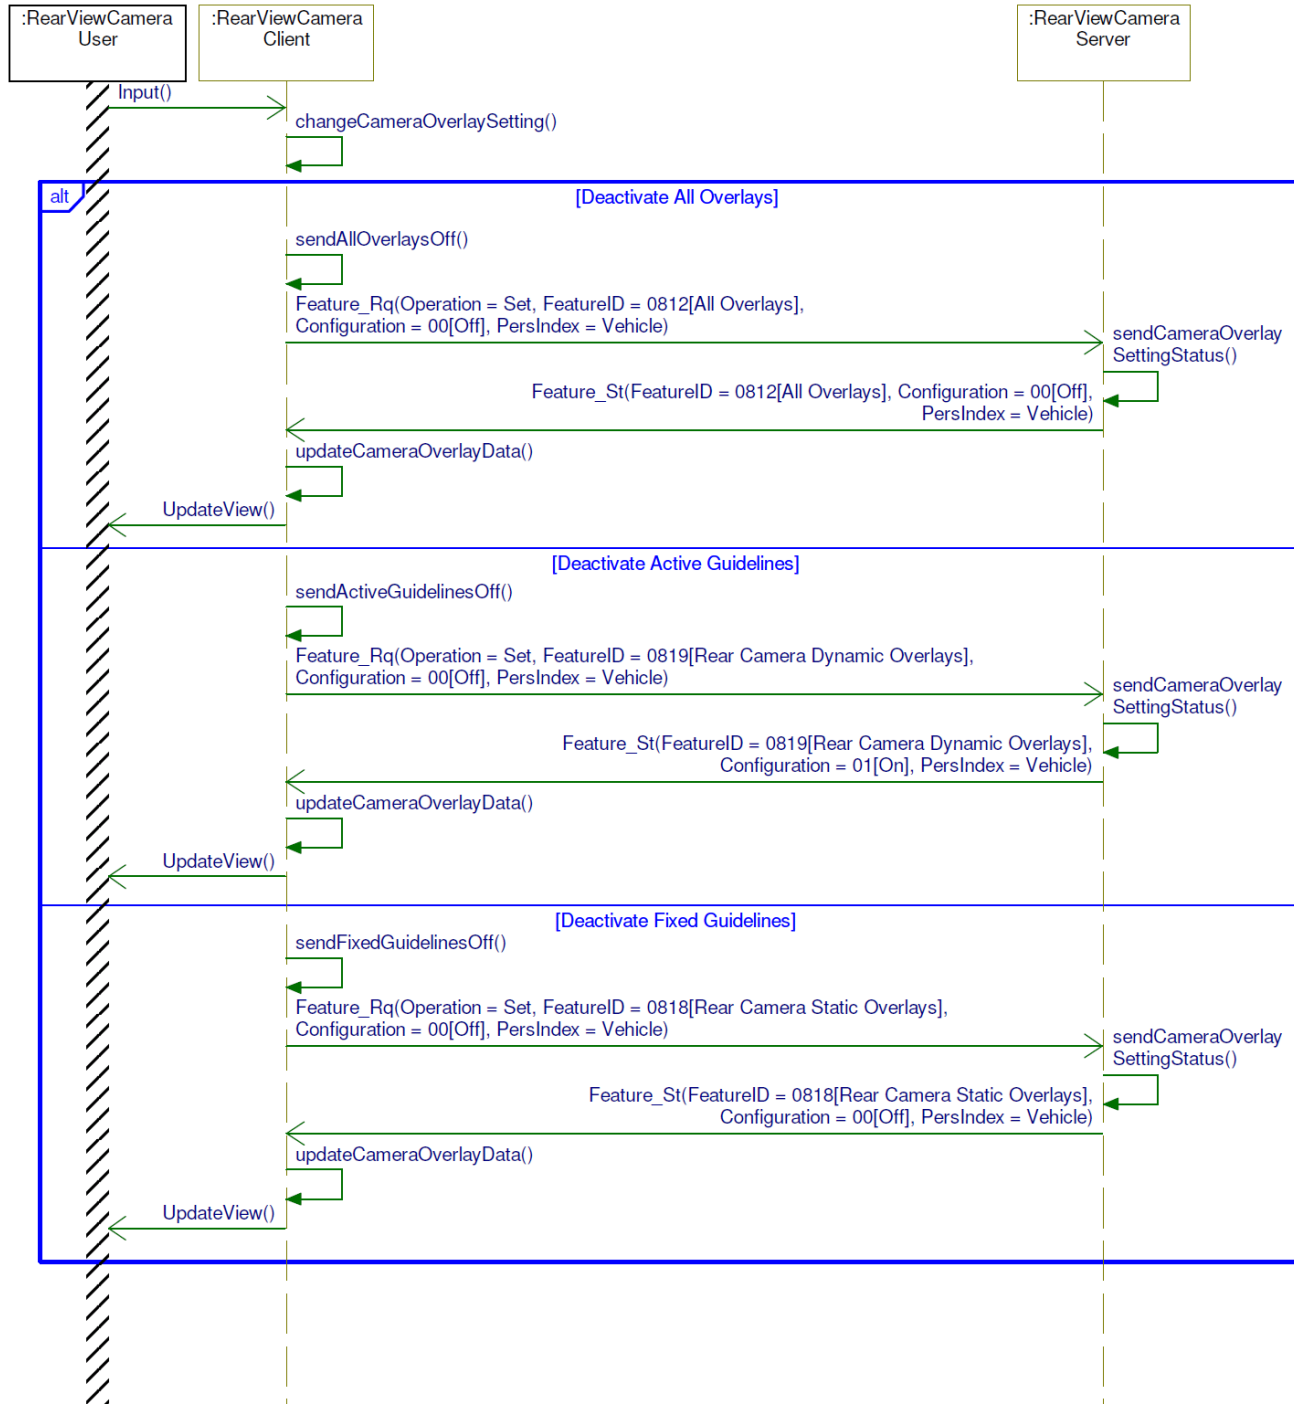 :RearViewCamera
User
:RearViewCamera
Client
:RearViewCamera
Server
Input()
changeCameraOverlaySetting()
alt
[Deactivate All Overlays]
sendAllOverlaysOff()
Feature_Rq(Operation = Set, FeatureID = 0812[All Overlays],
Configuration = 00[Off], PersIndex = Vehicle)
sendCameraOverlay
SettingStatus()
Feature_St(FeatureID = 0812[All Overlays], Configuration = 00[Off],
PersIndex = Vehicle)
updateCameraOverlayData()
UpdateView()
[Deactivate Active Guidelines]
sendActiveGuidelinesOff()
Feature_Rq(Operation = Set, FeatureID = 0819[Rear Camera Dynamic Overlays],
Configuration = 00[Off], PersIndex = Vehicle)
sendCameraOverlay
SettingStatus()
Feature_St(FeatureID = 0819[Rear Camera Dynamic Overlays],
Configuration = 01[On], PersIndex = Vehicle)
updateCameraOverlayData()
UpdateView()
[Deactivate Fixed Guidelines]
sendFixedGuidelinesOff()
Feature_Rq(Operation = Set, FeatureID = 0818[Rear Camera Static Overlays],
Configuration = 00[Off], PersIndex = Vehicle)
sendCameraOverlay
SettingStatus()
Feature_St(FeatureID = 0818[Rear Camera Static Overlays],
Configuration = 00[Off], PersIndex = Vehicle)
updateCameraOverlayData()
UpdateView()